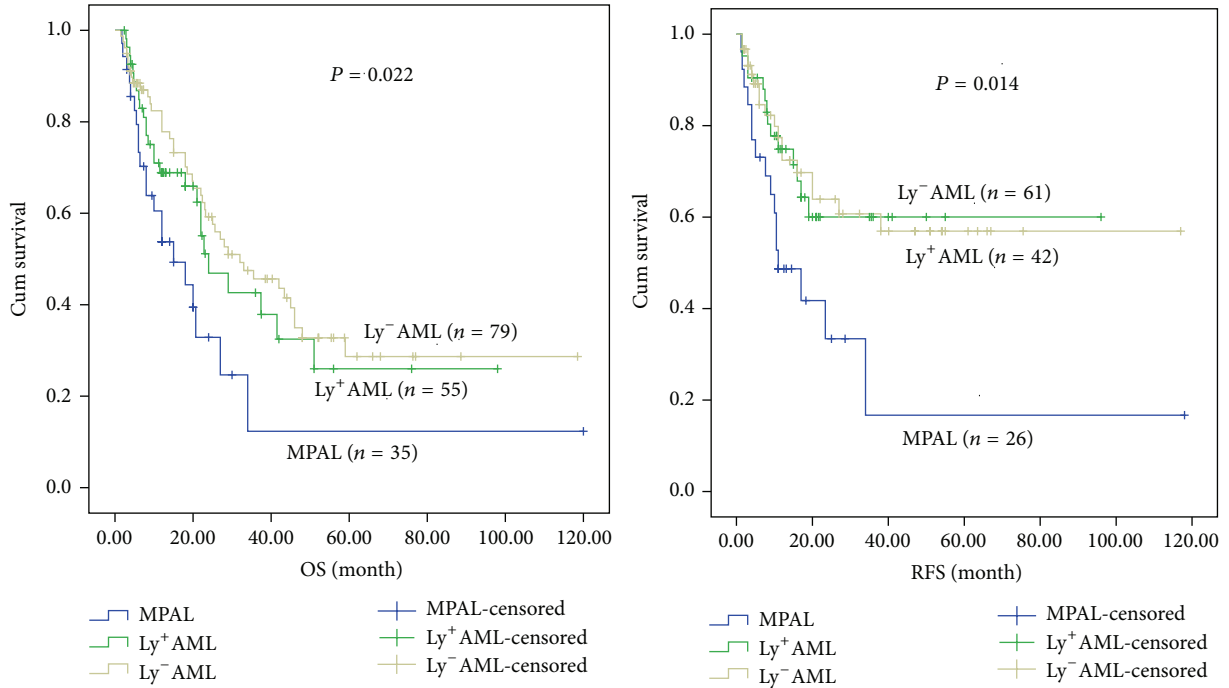 1.0
0.8
0.6
0.4
0.2
0.0
Cum survival
P = 0.022
Ly⁻AML (n = 79)
Ly⁺AML (n = 55)
MPAL (n = 35)
0.00 20.00 40.00 60.00 80.00 100.00 120.00
OS (month)
MPAL
Ly⁺AML
Ly⁻AML
MPAL-censored
Ly⁺AML-censored
Ly⁻AML-censored
1.0
0.8
0.6
0.4
0.2
0.0
Cum survival
P = 0.014
Ly⁻AML (n = 61)
Ly⁺AML (n = 42)
MPAL (n = 26)
0.00 20.00 40.00 60.00 80.00 100.00 120.00
RFS (month)
MPAL
Ly⁺AML
Ly⁻AML
MPAL-censored
Ly⁺AML-censored
Ly⁻AML-censored